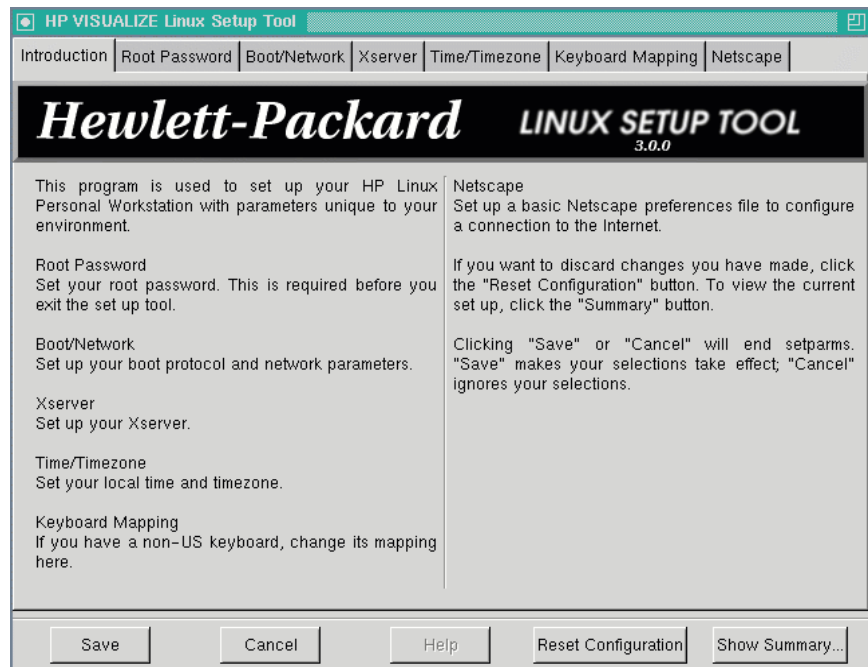 HP VISUALIZE Linux Setup Tool
Introduction Root Password Boot/Network Xserver Time/Timezone Keyboard Mapping Netscape
Hewlett-Packard LINUX SETUP TOOL
3.0.0
This program is used to set up your HP Linux
Personal Workstation with parameters unique to your
environment.
Root Password
Set your root password. This is required before you
exit the set up tool.
Boot/Network
Set up your boot protocol and network parameters.
Xserver
Set up your Xserver.
Time/Timezone
Set your local time and timezone.
Keyboard Mapping
If you have a non-US keyboard, change its mapping
here.
Netscape
Set up a basic Netscape preferences file to configure
a connection to the Internet.
If you want to discard changes you have made, click
the "Reset Configuration" button. To view the current
set up, click the "Summary" button.
Clicking "Save" or "Cancel" will end setparms.
"Save" makes your selections take effect; "Cancel"
ignores your selections.
Save Cancel Help Reset Configuration Show Summary...